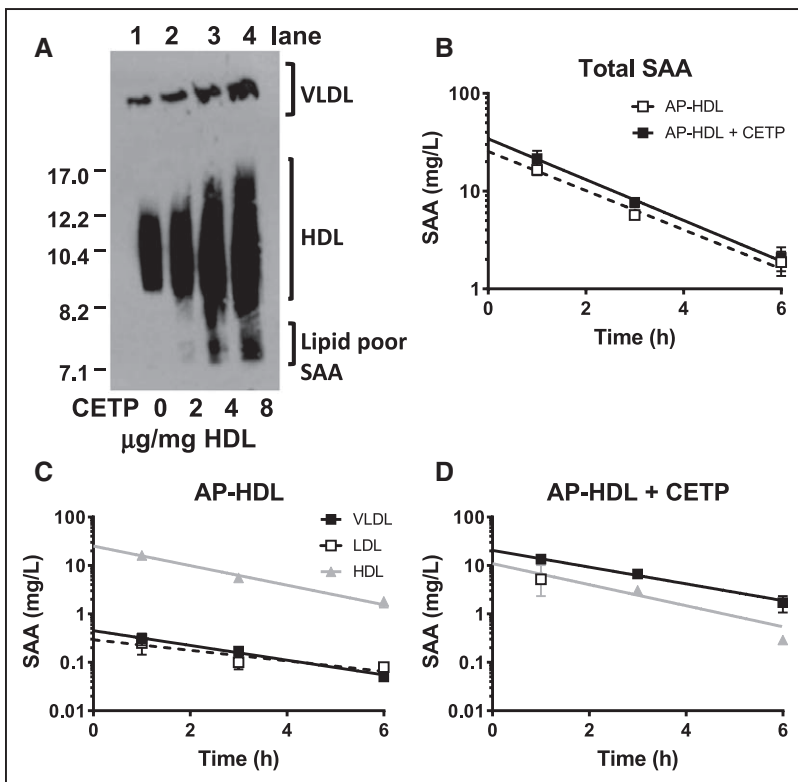 A
1 2 3 4 lane
VLDL
17.0
12.2
10.4
8.2
7.1
HDL
Lipid poor
SAA
CETP 0 2 4 8
µg/mg HDL
B
Total SAA
AP-HDL
AP-HDL + CETP
SAA (mg/L)
100
10
1
0 2 4 6
Time (h)
C
AP-HDL
VLDL
LDL
HDL
SAA (mg/L)
100
10
1
0.1
0.01
0 2 4 6
Time (h)
D
AP-HDL + CETP
SAA (mg/L)
100
10
1
0.1
0.01
0 2 4 6
Time (h)